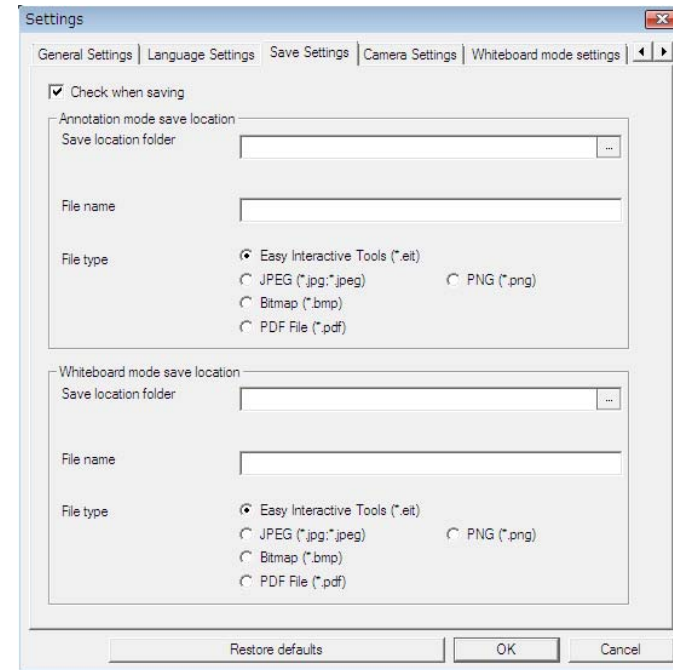 Settings
General Settings Language Settings Save Settings Camera Settings Whiteboard mode settings
Check when saving
Annotation mode save location
Save location folder
...
File name
File type
Easy Interactive Tools (*.eit)
JPEG (*.jpg;*.jpeg) PNG (*.png)
Bitmap (*.bmp)
PDF File (*.pdf)
Whiteboard mode save location
Save location folder
...
File name
File type
Easy Interactive Tools (*.eit)
JPEG (*.jpg;*.jpeg) PNG (*.png)
Bitmap (*.bmp)
PDF File (*.pdf)
Restore defaults OK Cancel